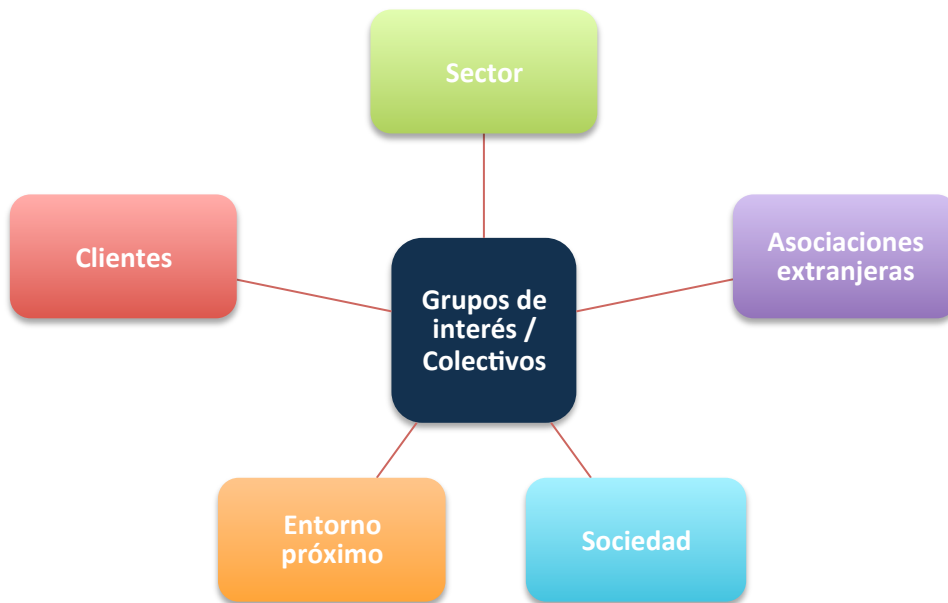 Sector
Clientes
Asociaciones
extranjeras
Grupos de
interés /
Colectivos
Entorno
próximo
Sociedad